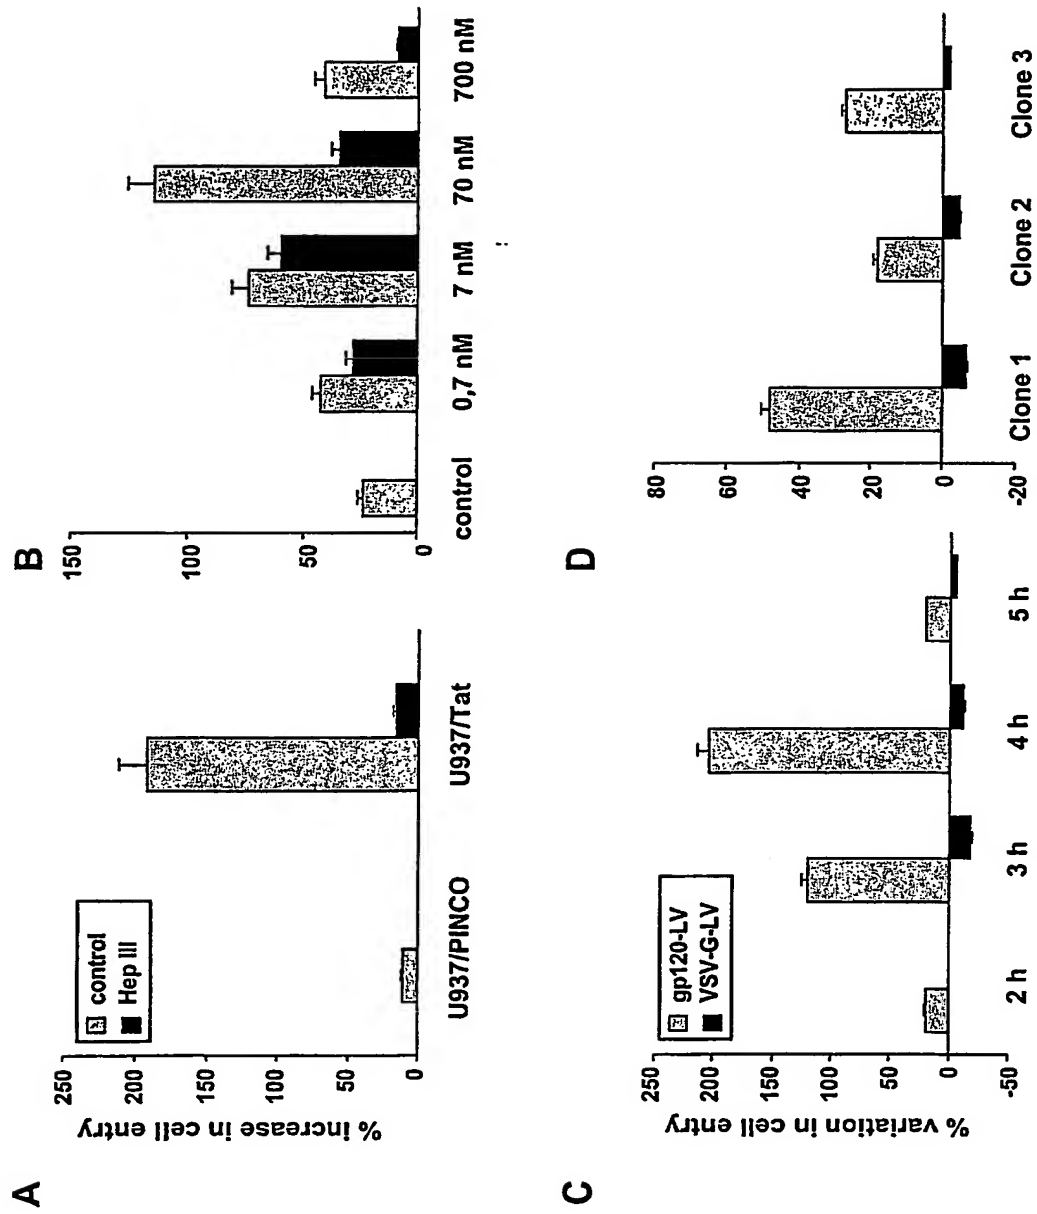 A
% increase in cell entry
250
200
150
100
50
0
control
Hep III
U937/PINCO
U937/Tat
B
150
100
50
0
control
0,7 nM
7 nM
70 nM
700 nM
C
% variation in cell entry
250
200
150
100
50
0
-50
gp120-LV
VSV-G-LV
2 h
3 h
4 h
5 h
D
80
60
40
20
0
-20
Clone 1
Clone 2
Clone 3